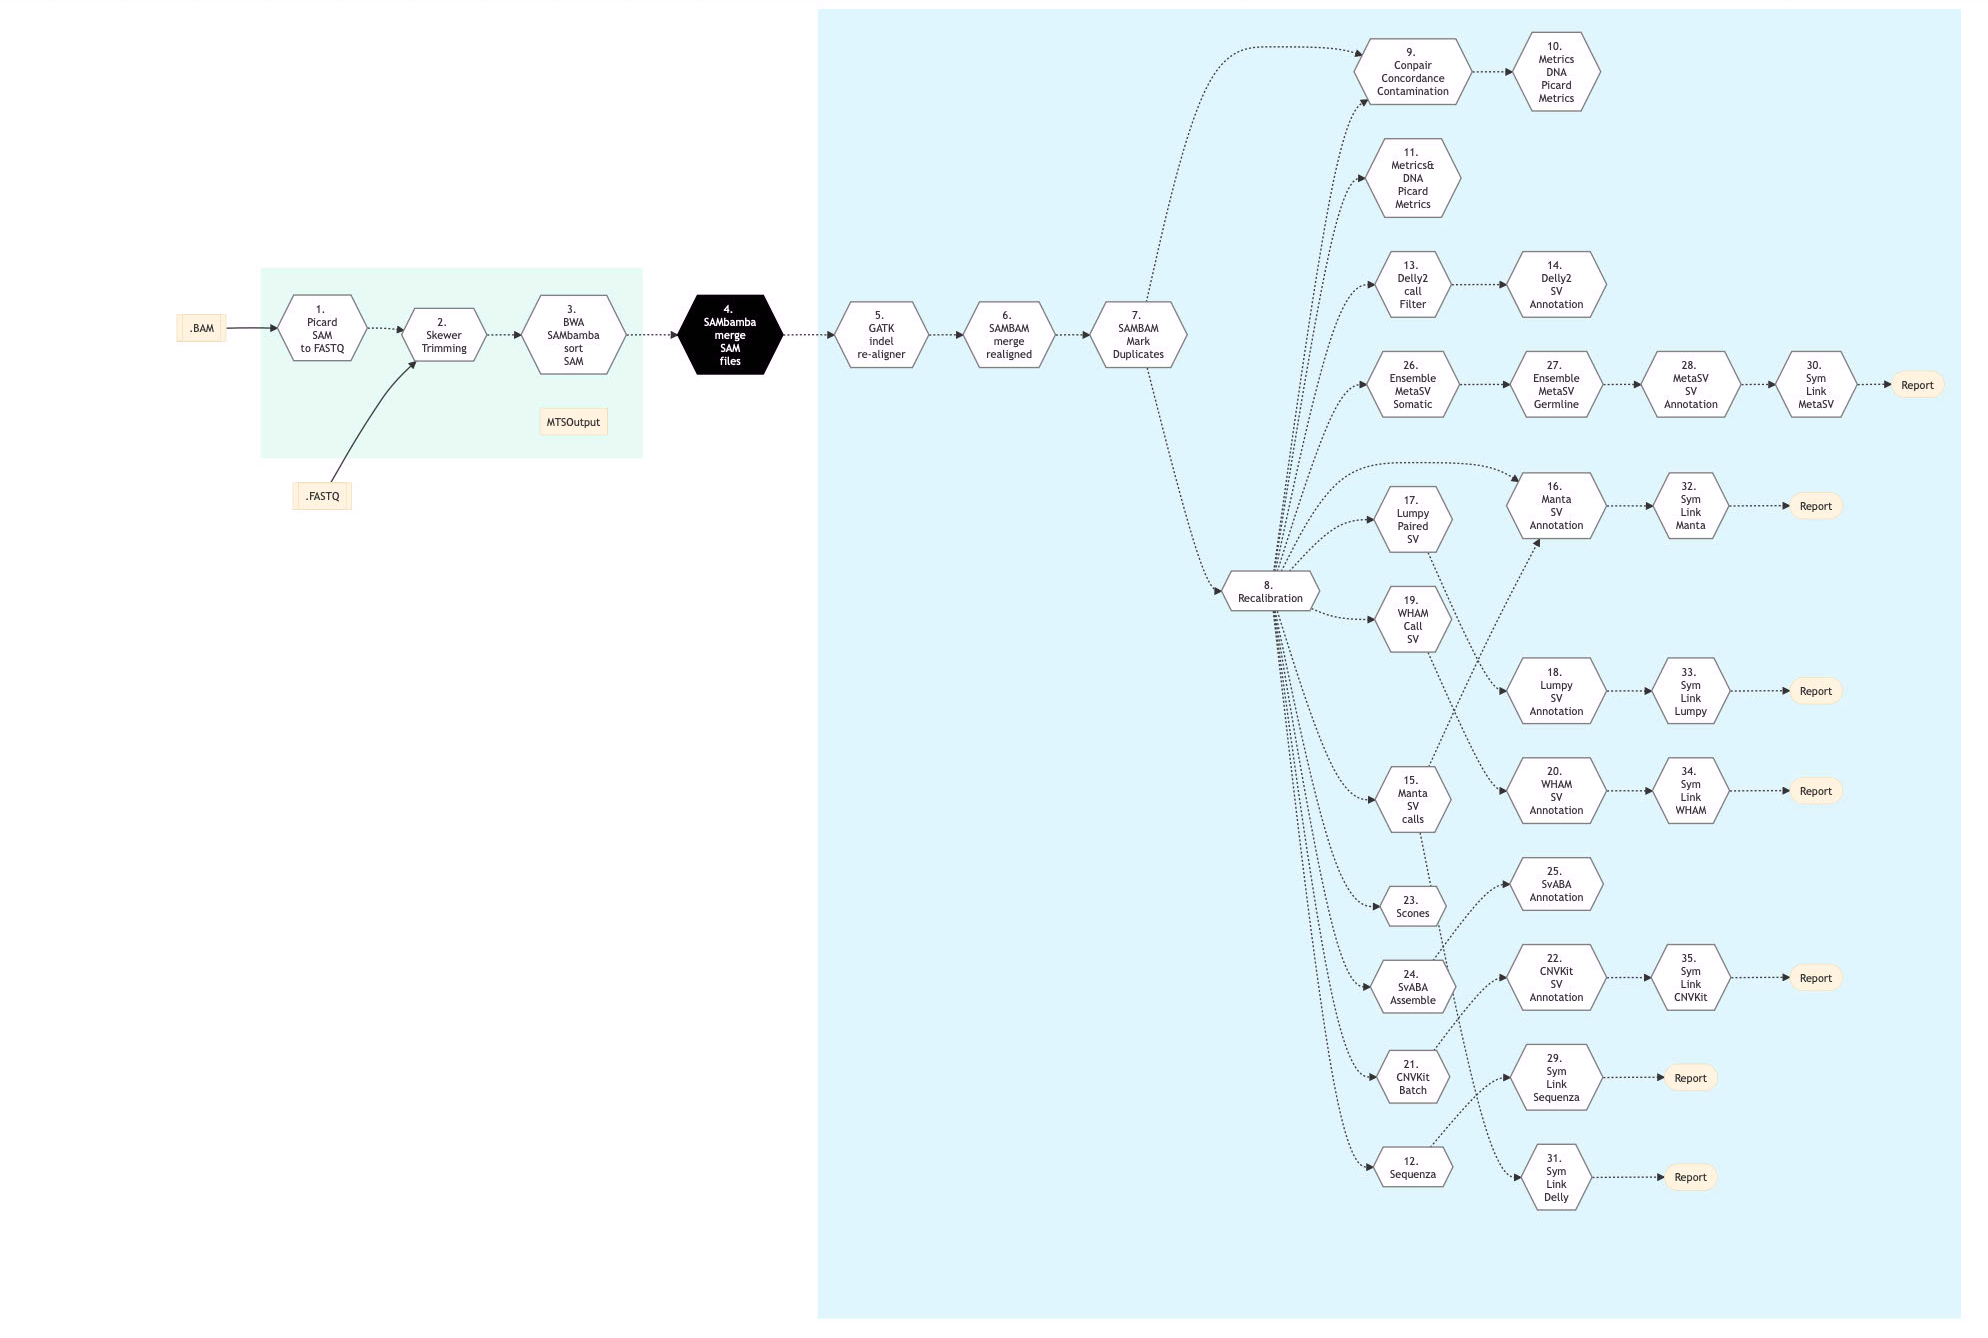 .BAM
1.
Picard
SAM
to FASTQ
2.
Skewer
Trimming
3.
BWA
SAMbamba
sort
SAM
MTSOutput
.FASTQ
4.
SAMbamba
merge
SAM
files
5.
GATK
indel
re-aligner
6.
SAMBAM
merge
realigned
7.
SAMBAM
Mark
Duplicates
8.
Recalibration
9.
Conpair
Concordance
Contamination
10.
Metrics
DNA
Picard
Metrics
11.
Metrics&
DNA
Picard
Metrics
13.
Delly2
call
Filter
14.
Delly2
SV
Annotation
26.
Ensemble
MetaSV
Somatic
27.
Ensemble
MetaSV
Germline
28.
MetaSV
SV
Annotation
30.
Sym
Link
MetaSV
Report
16.
Manta
SV
Annotation
32.
Sym
Link
Manta
Report
17.
Lumpy
Paired
SV
19.
WHAM
Call
SV
18.
Lumpy
SV
Annotation
33.
Sym
Link
Lumpy
Report
15.
Manta
SV
calls
20.
WHAM
SV
Annotation
34.
Sym
Link
WHAM
Report
23.
Scones
25.
SvABA
Annotation
24.
SvABA
Assemble
22.
CNVKit
SV
Annotation
35.
Sym
Link
CNVKit
Report
21.
CNVKit
Batch
29.
Sym
Link
Sequenza
Report
12.
Sequenza
31.
Sym
Link
Delly
Report